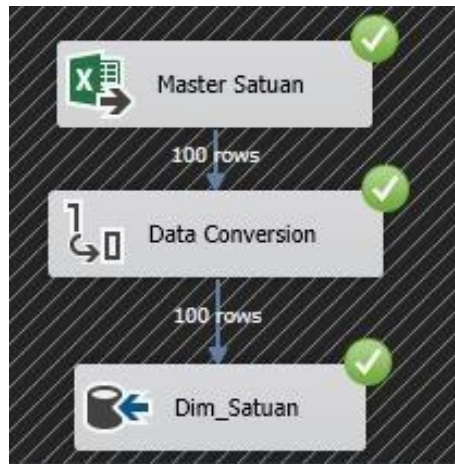 Master Satuan
100 rows
Data Conversion
100 rows
Dim_Satuan